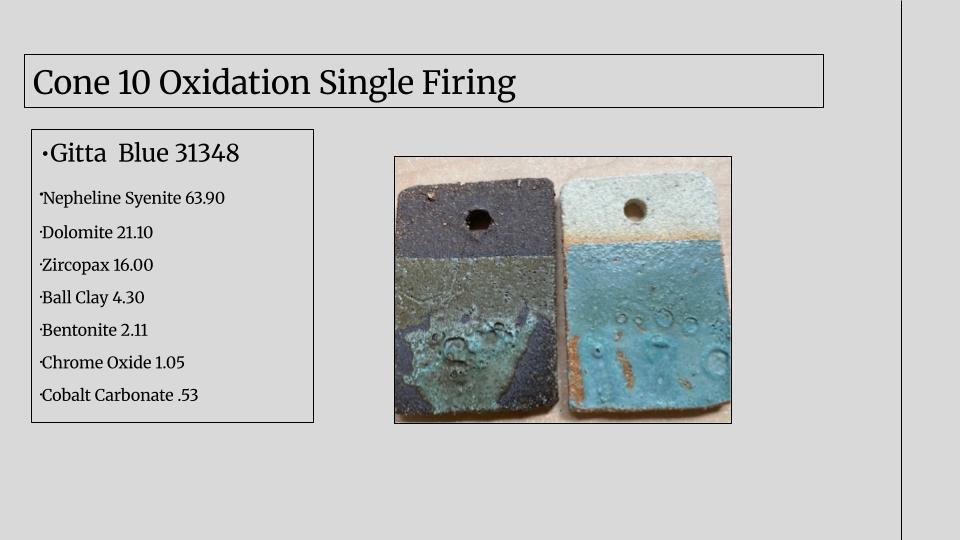 Cone 10 Oxidation Single Firing
•Gitta  Blue 31348
•Nepheline Syenite 63.90
•Dolomite 21.10
•Zircopax 16.00
•Ball Clay 4.30
•Bentonite 2.11
•Chrome Oxide 1.05
•Cobalt Carbonate .53